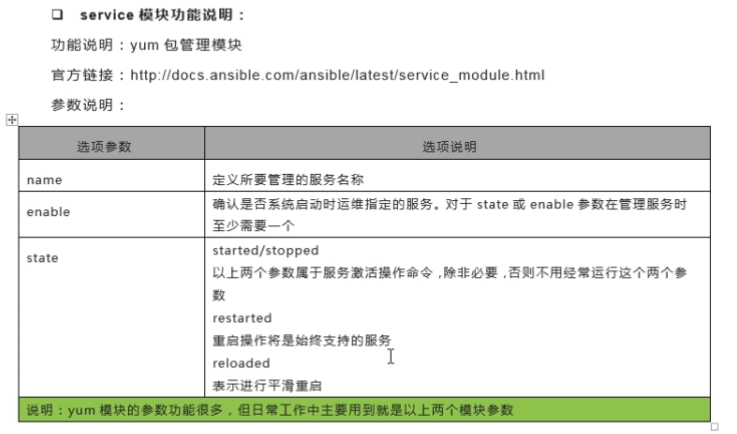 ❑ service 模块功能说明：
功能说明：yum 包管理模块
官方链接：http://docs.ansible.com/ansible/latest/service_module.html
参数说明：
选项参数 选项说明
name 定义所要管理的服务名称
enable 确认是否系统启动时运维指定的服务。对于 state 或 enable 参数在管理服务时
至少需要一个
state started/stopped
以上两个参数属于服务激活操作命令,除非必要,否则不用经常运行这个两个参
数
restarted
重启操作将是始终支持的服务
reloaded
表示进行平滑重启
说明：yum 模块的参数功能很多，但日常工作中主要用到就是以上两个模块参数